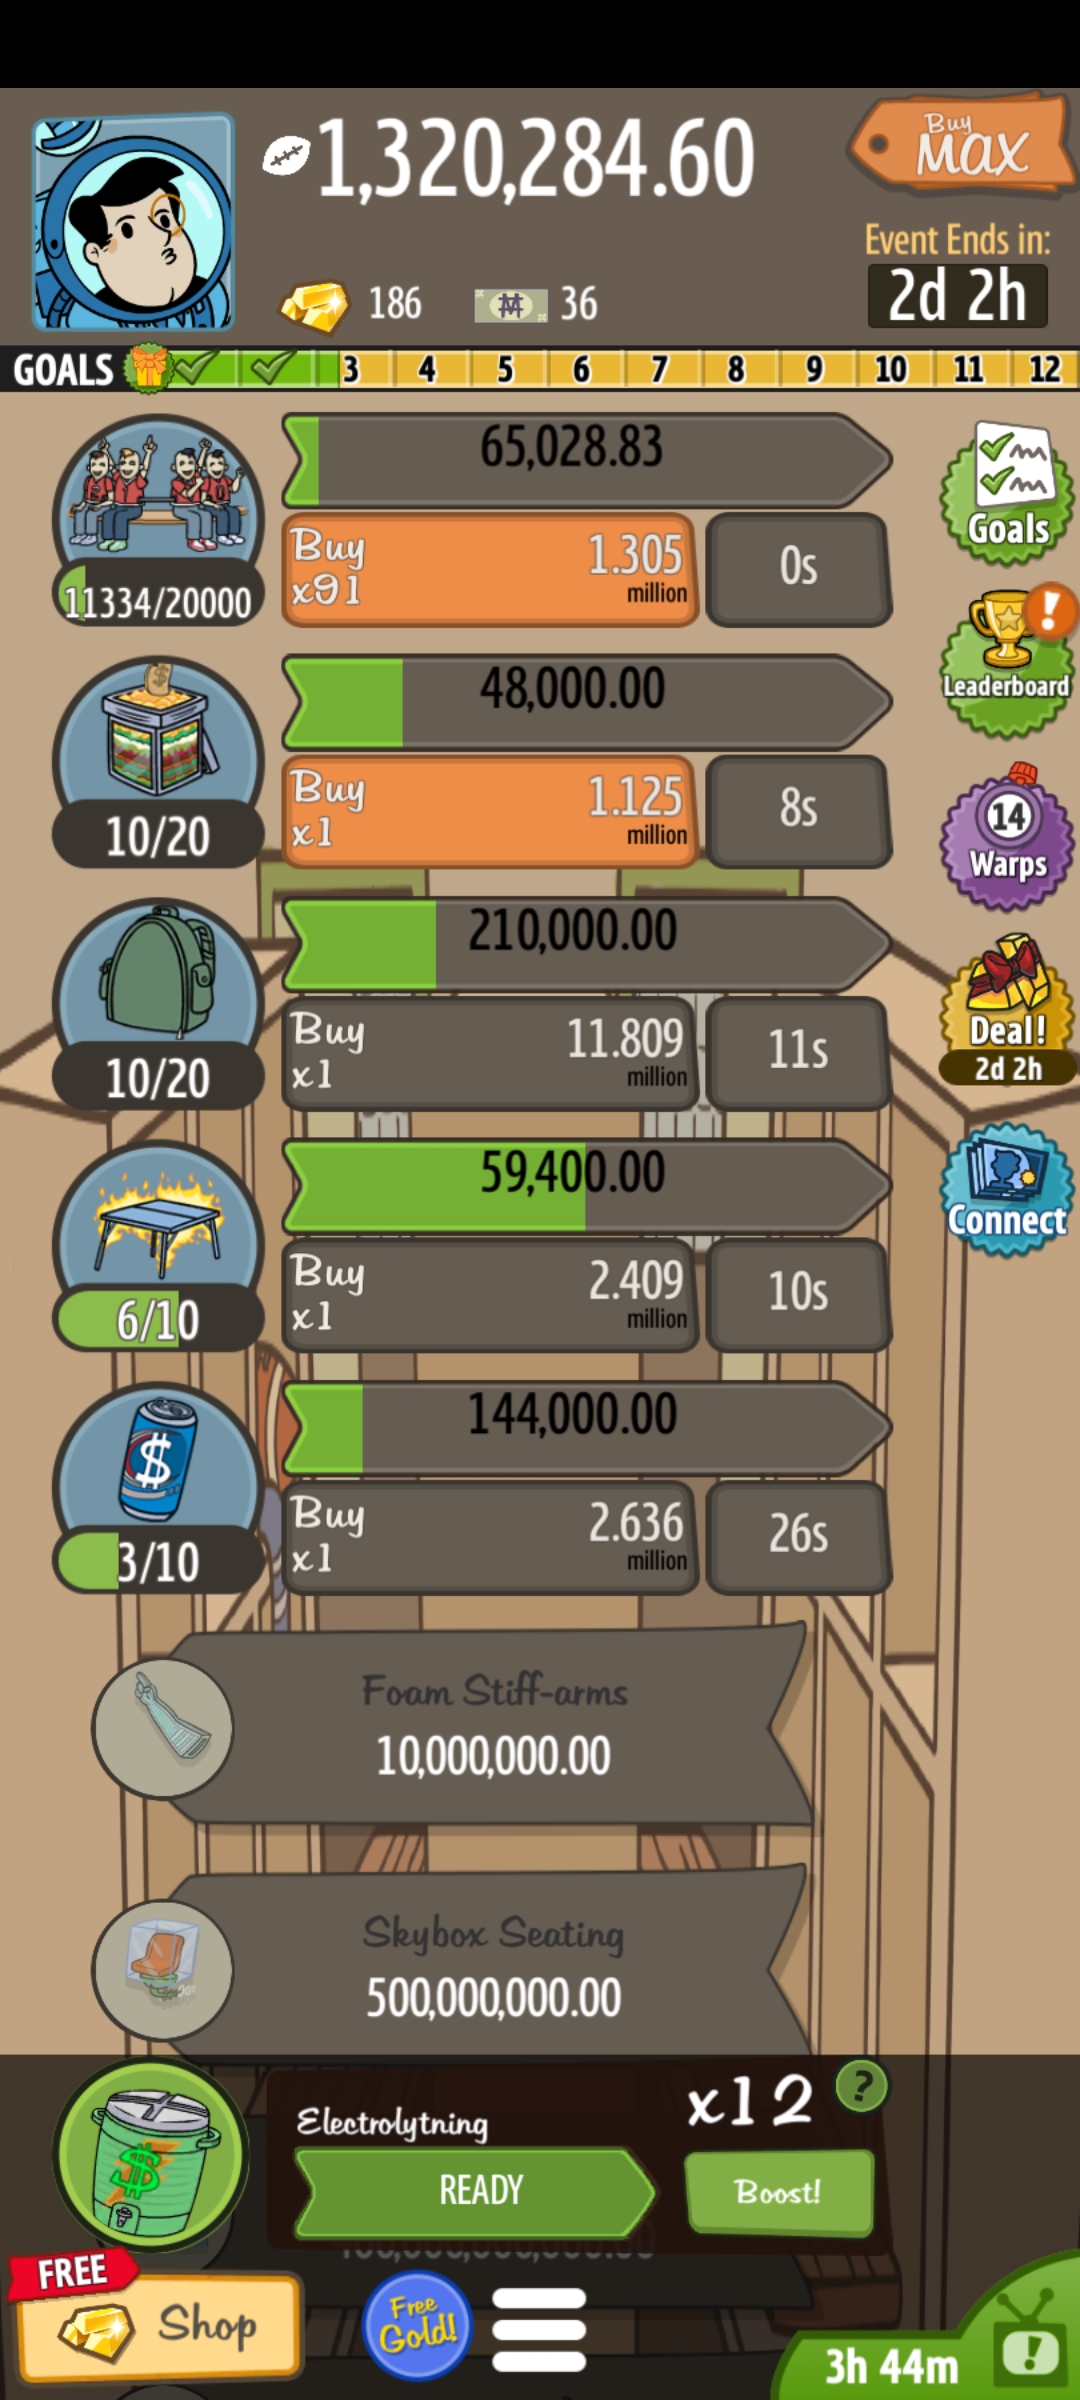 1,320,284.60
Buy
MAX
Event Ends in:
2d 2h
186
36
GOALS 3 4 5 6 7 8 9 10 11 12
65,028.83
Buy
x91
1.305
million
0s
11334/20000
Goals
48,000.00
Buy
x1
1.125
million
8s
10/20
Leaderboard
210,000.00
Buy
x1
11.809
million
11s
10/20
14
Warps
59,400.00
Buy
x1
2.409
million
10s
6/10
Deal!
2d 2h
144,000.00
Buy
x1
2.636
million
26s
3/10
Connect
Foam Stiff-arms
10,000,000.00
Skybox Seating
500,000,000.00
Electrolytning
x12
?
READY
Boost!
FREE
Shop
Free
Gold!
3h 44m